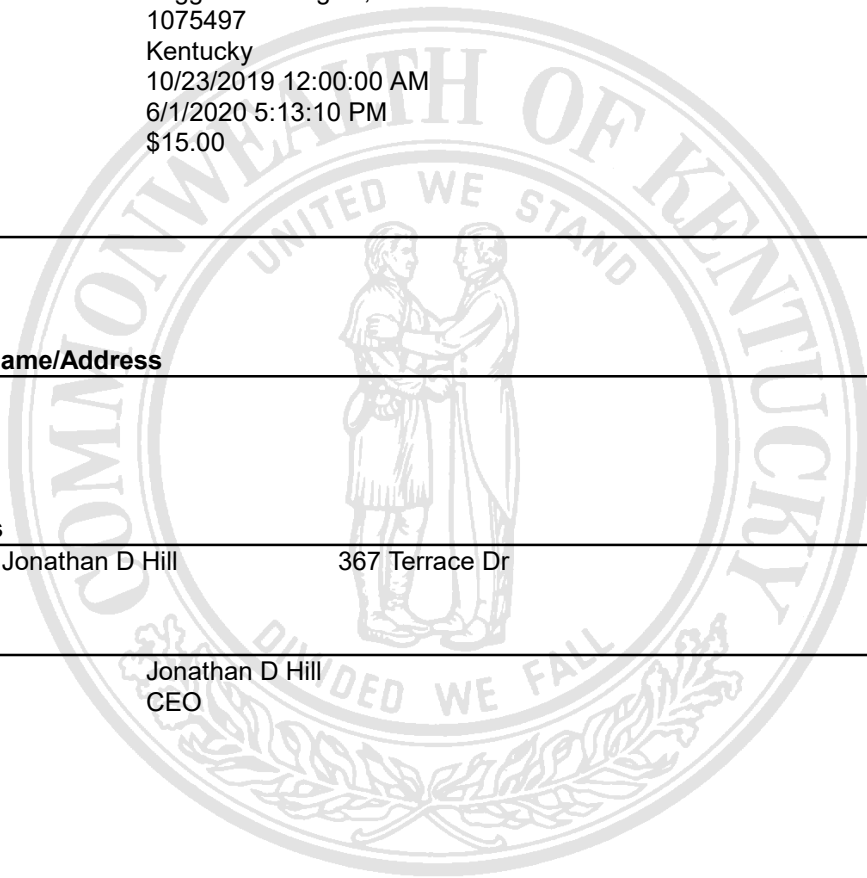 1075497
Kentucky
10/23/2019 12:00:00 AM
6/1/2020 5:13:10 PM
$15.00
COMMONWEALTH OF KENTUCKY
UNITED WE STAND
ame/Address
s
Jonathan D Hill 367 Terrace Dr
DIVIDED WE FALL
Jonathan D Hill
CEO